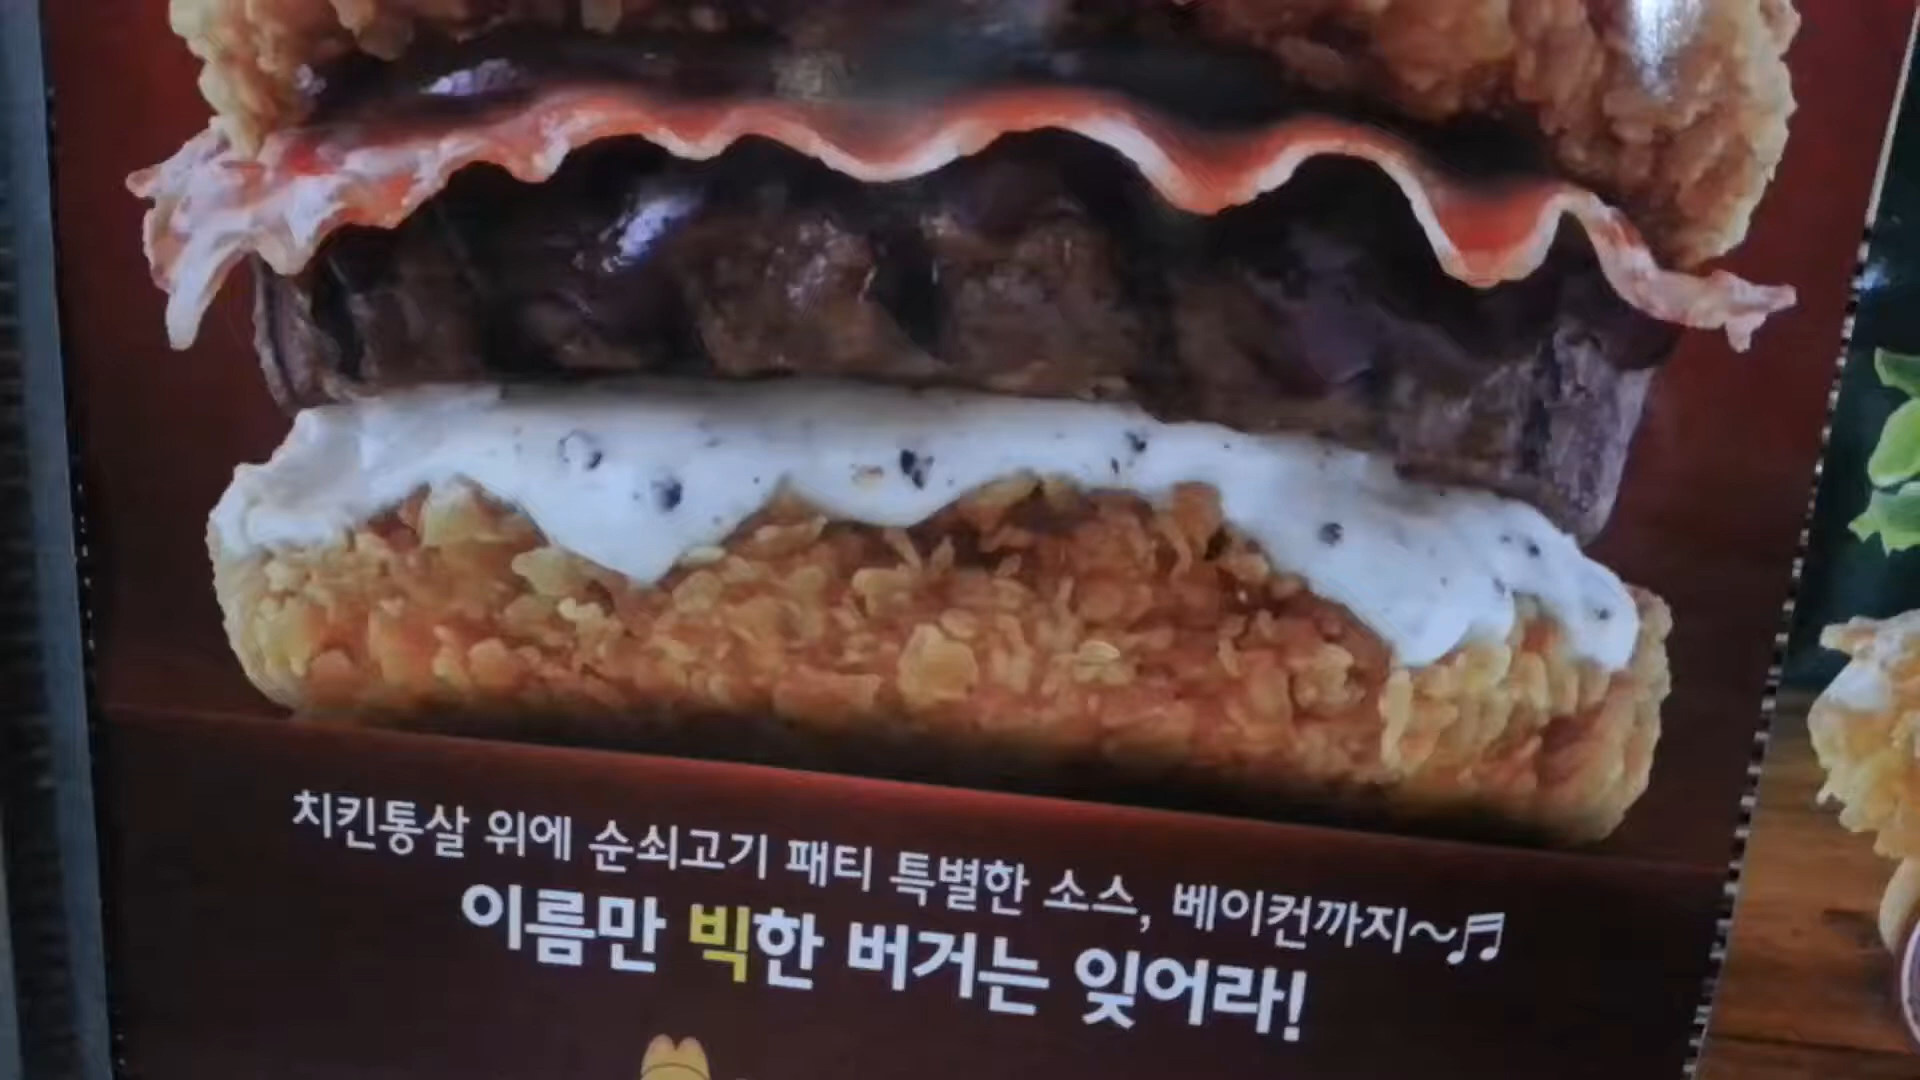 치킨통살 위에 순쇠고기 패티 특별한 소스, 베이컨까지~♬
이름만 빅한 버거는 잊어라!